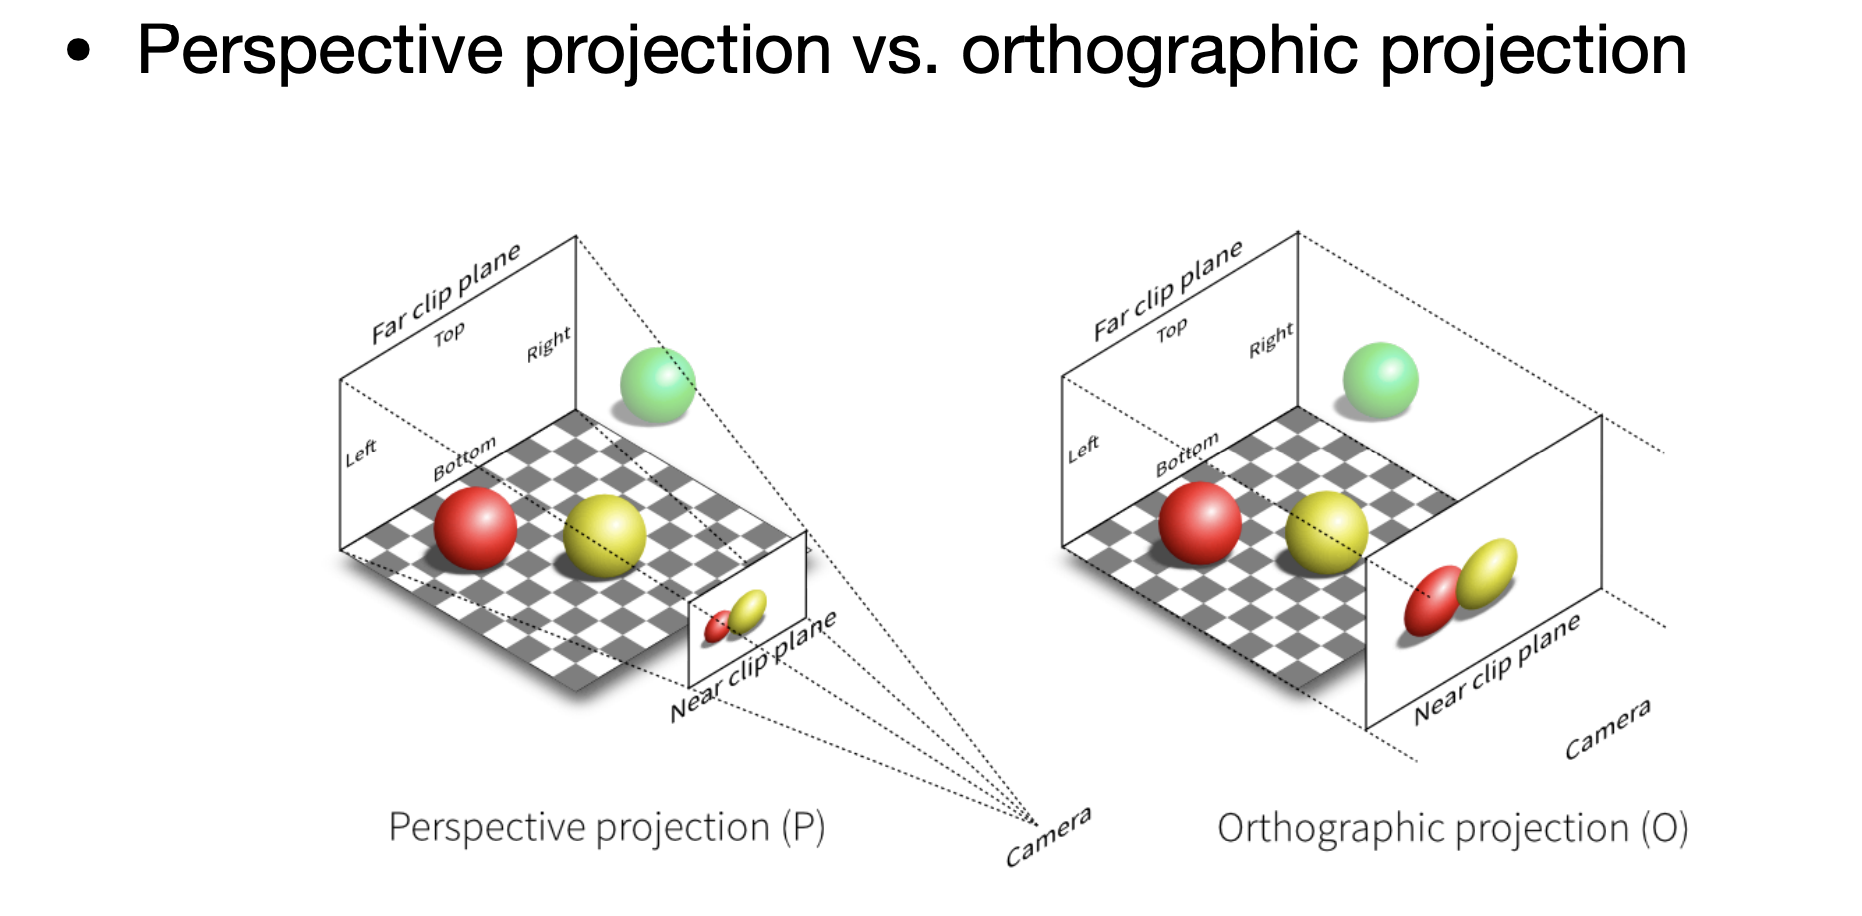 • Perspective projection vs. orthographic projection
Far clip plane
Top
Right
Left
Bottom
Near clip plane
Camera
Perspective projection (P)
Far clip plane
Top
Right
Left
Bottom
Near clip plane
Camera
Orthographic projection (O)